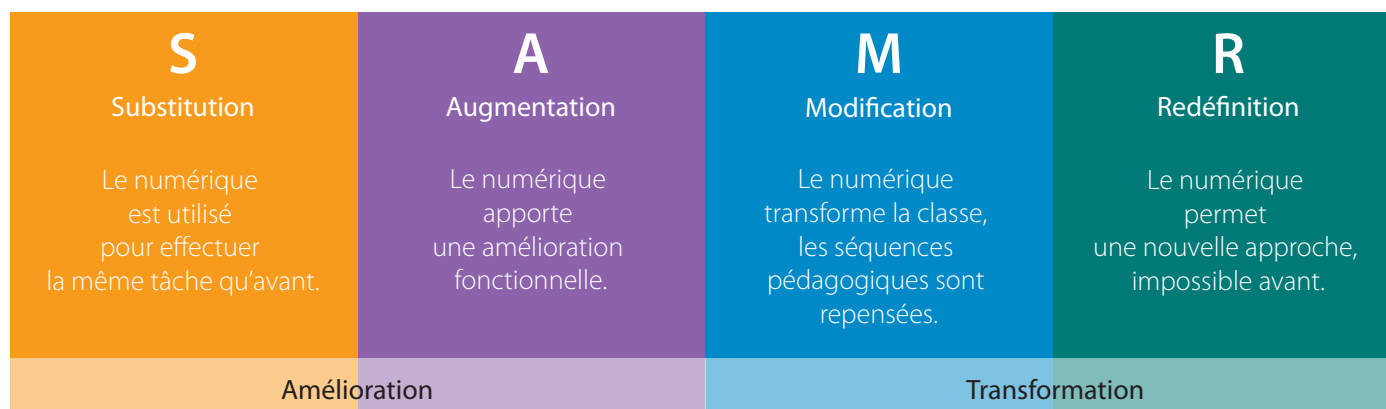 S
Substitution
Le numérique
est utilisé
pour effectuer
la même tâche qu’avant.
A
Augmentation
Le numérique
apporte
une amélioration
fonctionnelle.
M
Modification
Le numérique
transforme la classe,
les séquences
pédagogiques sont
repensées.
R
Redéfinition
Le numérique
permet
une nouvelle approche,
impossible avant.
Amélioration
Transformation